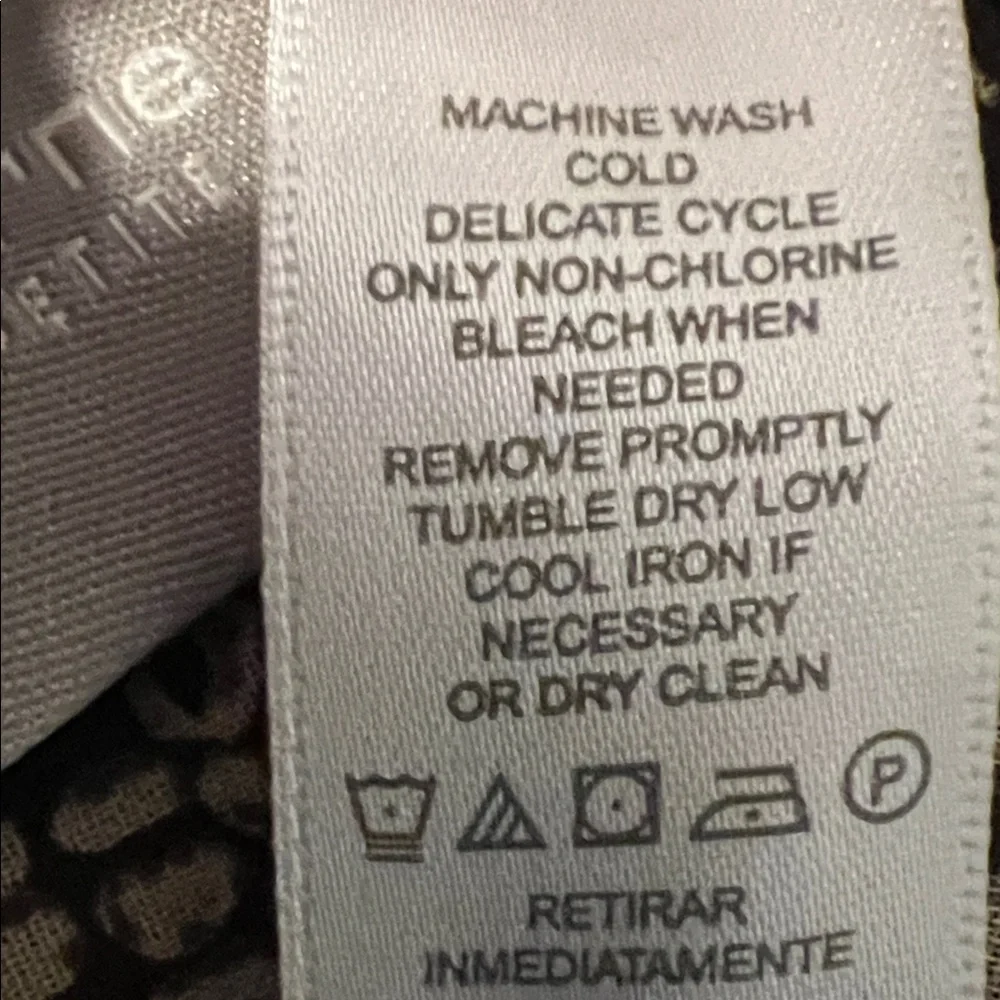 MACHINE WASH
COLD
DELICATE CYCLE
ONLY NON-CHLORINE
BLEACH WHEN
NEEDED
REMOVE PROMPTLY
TUMBLE DRY LOW
COOL IRON IF
NECESSARY
OR DRY CLEAN
P
RETIRAR
INMEDIATAMENTE